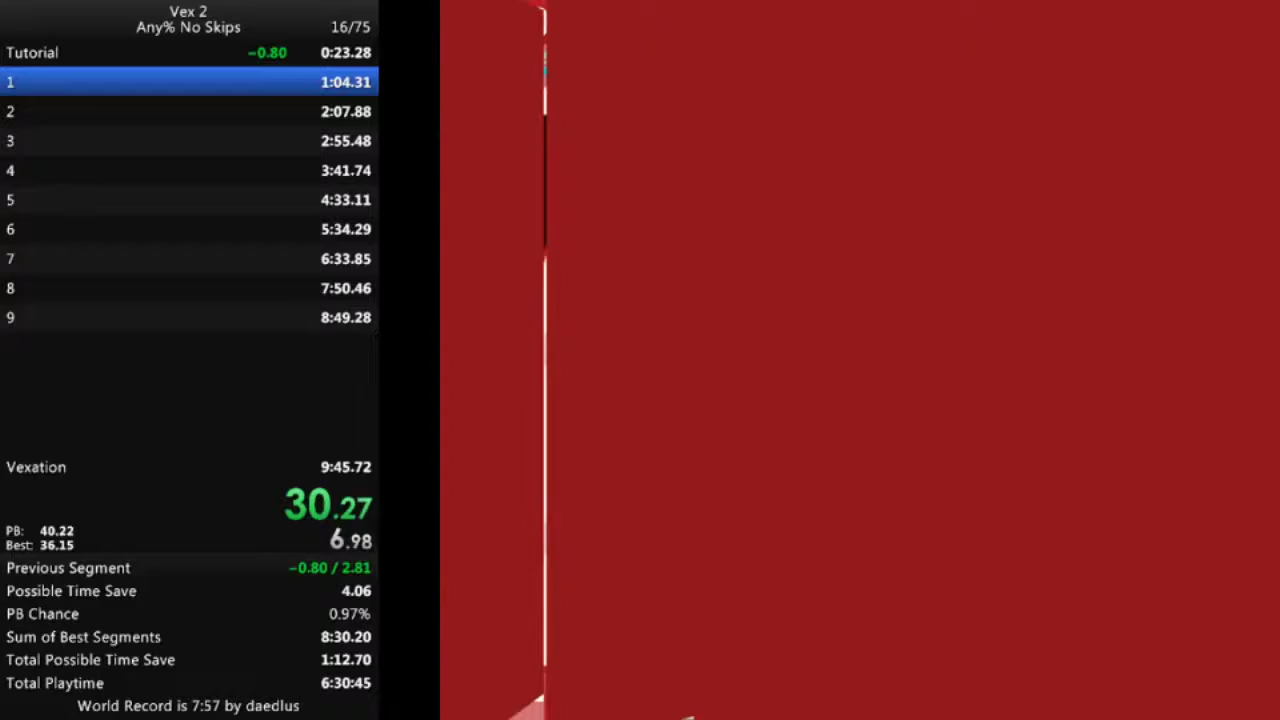 Vex 2
Any% No Skips 16/75
Tutorial −0.80 0:23.28
1 1:04.31
2 2:07.88
3 2:55.48
4 3:41.74
5 4:33.11
6 5:34.29
7 6:33.85
8 7:50.46
9 8:49.28
Vexation 9:45.72
30.27
PB: 40.22
Best: 36.15 6.98
Previous Segment −0.80 / 2.81
Possible Time Save 4.06
PB Chance 0.97%
Sum of Best Segments 8:30.20
Total Possible Time Save 1:12.70
Total Playtime 6:30:45
World Record is 7:57 by daedlus